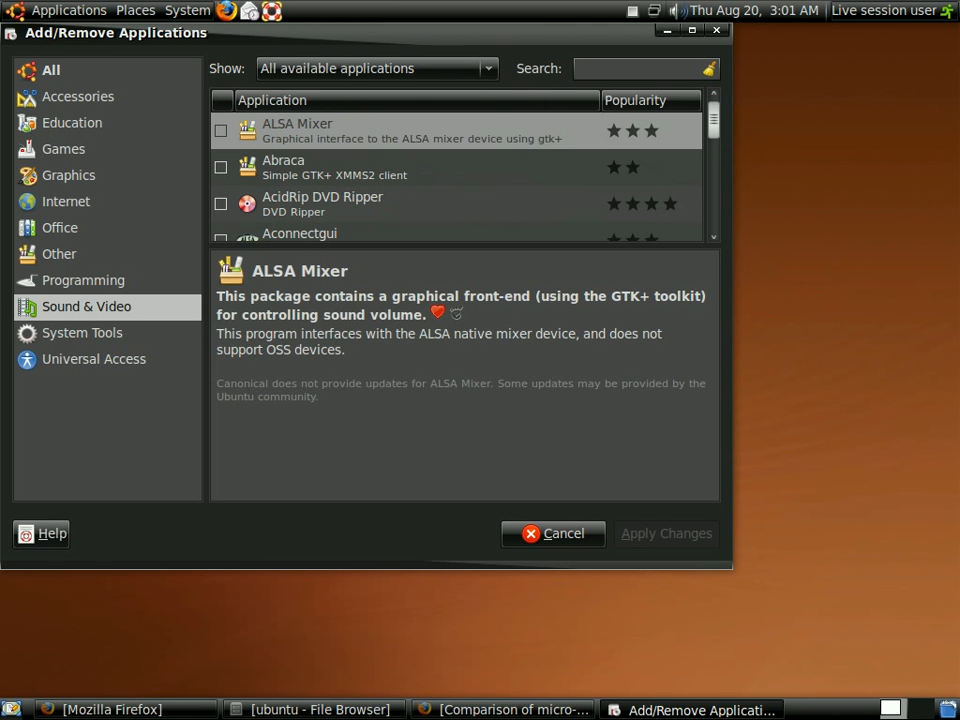 Applications Places System
Thu Aug 20, 3:01 AM Live session user
Add/Remove Applications
All
Accessories
Education
Games
Graphics
Internet
Office
Other
Programming
Sound & Video
System Tools
Universal Access
Show: All available applications Search:
Application Popularity
ALSA Mixer
Graphical interface to the ALSA mixer device using gtk+
Abraca
Simple GTK+ XMMS2 client
AcidRip DVD Ripper
DVD Ripper
Aconnectgui
ALSA Mixer
This package contains a graphical front-end (using the GTK+ toolkit)
for controlling sound volume.
This program interfaces with the ALSA native mixer device, and does not
support OSS devices.
Canonical does not provide updates for ALSA Mixer. Some updates may be provided by the
Ubuntu community.
Help Cancel Apply Changes
[Mozilla Firefox] [ubuntu - File Browser] [Comparison of micro-... Add/Remove Applicati...